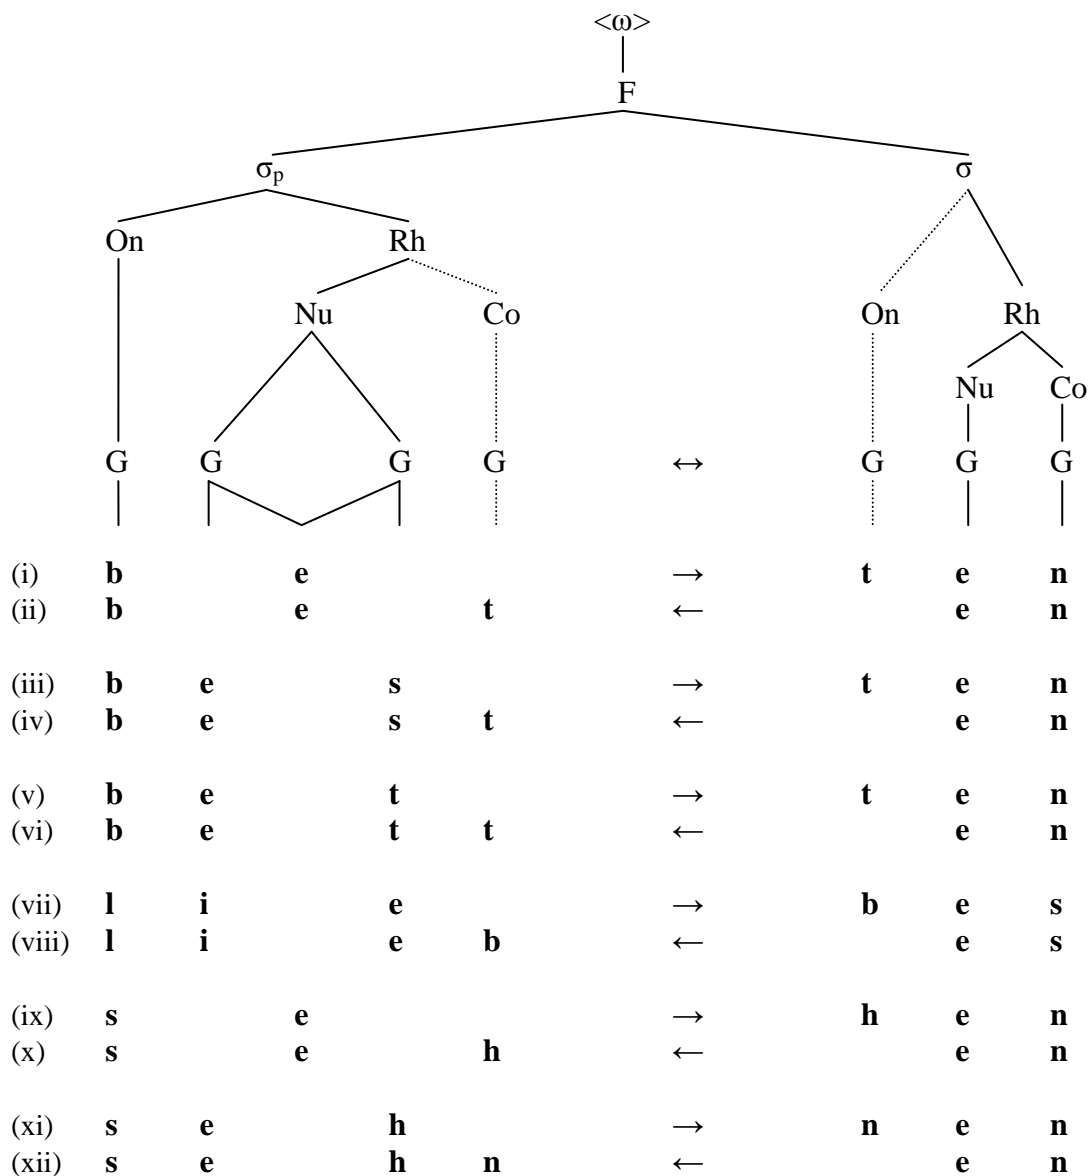 <ω>
F
σp σ
On Rh
Nu Co On Rh
Nu Co
G G G G ↔ G G G
(i) b e → t e n
(ii) b e t ← e n
(iii) b e s → t e n
(iv) b e s t ← e n
(v) b e t → t e n
(vi) b e t t ← e n
(vii) l i e → b e s
(viii) l i e b ← e s
(ix) s e → h e n
(x) s e h ← e n
(xi) s e h → n e n
(xii) s e h n ← e n